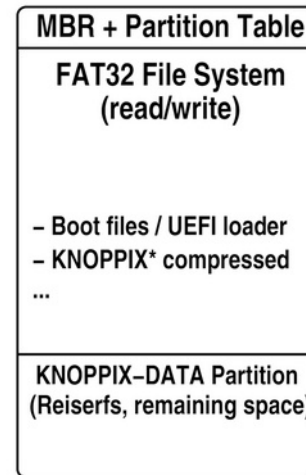 MBR + Partition Table
FAT32 File System
(read/write)
– Boot files / UEFI loader
– KNOPPIX* compressed
...
KNOPPIX–DATA Partition
(Reiserfs, remaining space)